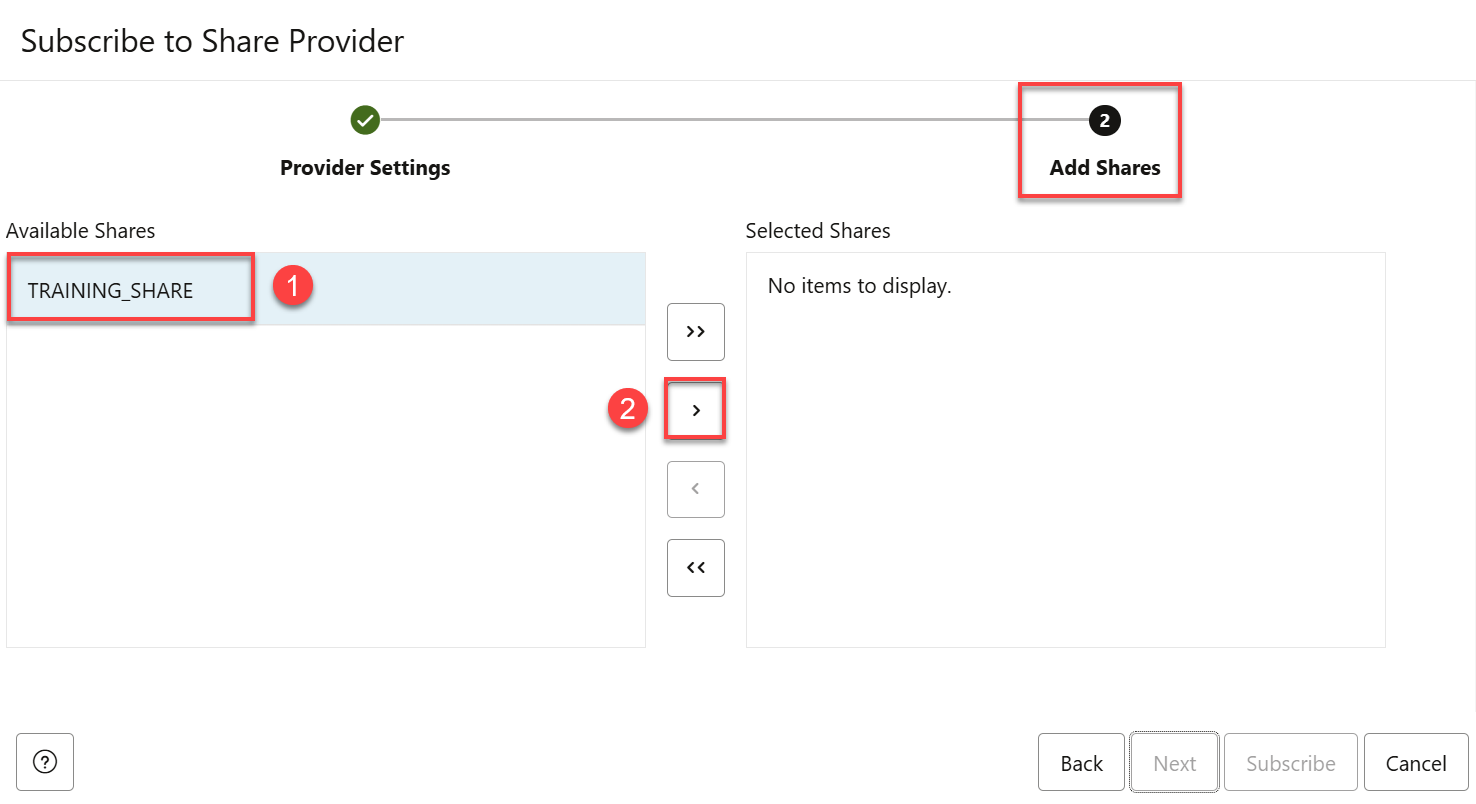 Subscribe to Share Provider
2
Provider Settings
Add Shares
Available Shares
Selected Shares
TRAINING_SHARE
1
No items to display.
>>
2
>
<
<<
?
Back
Next
Subscribe
Cancel